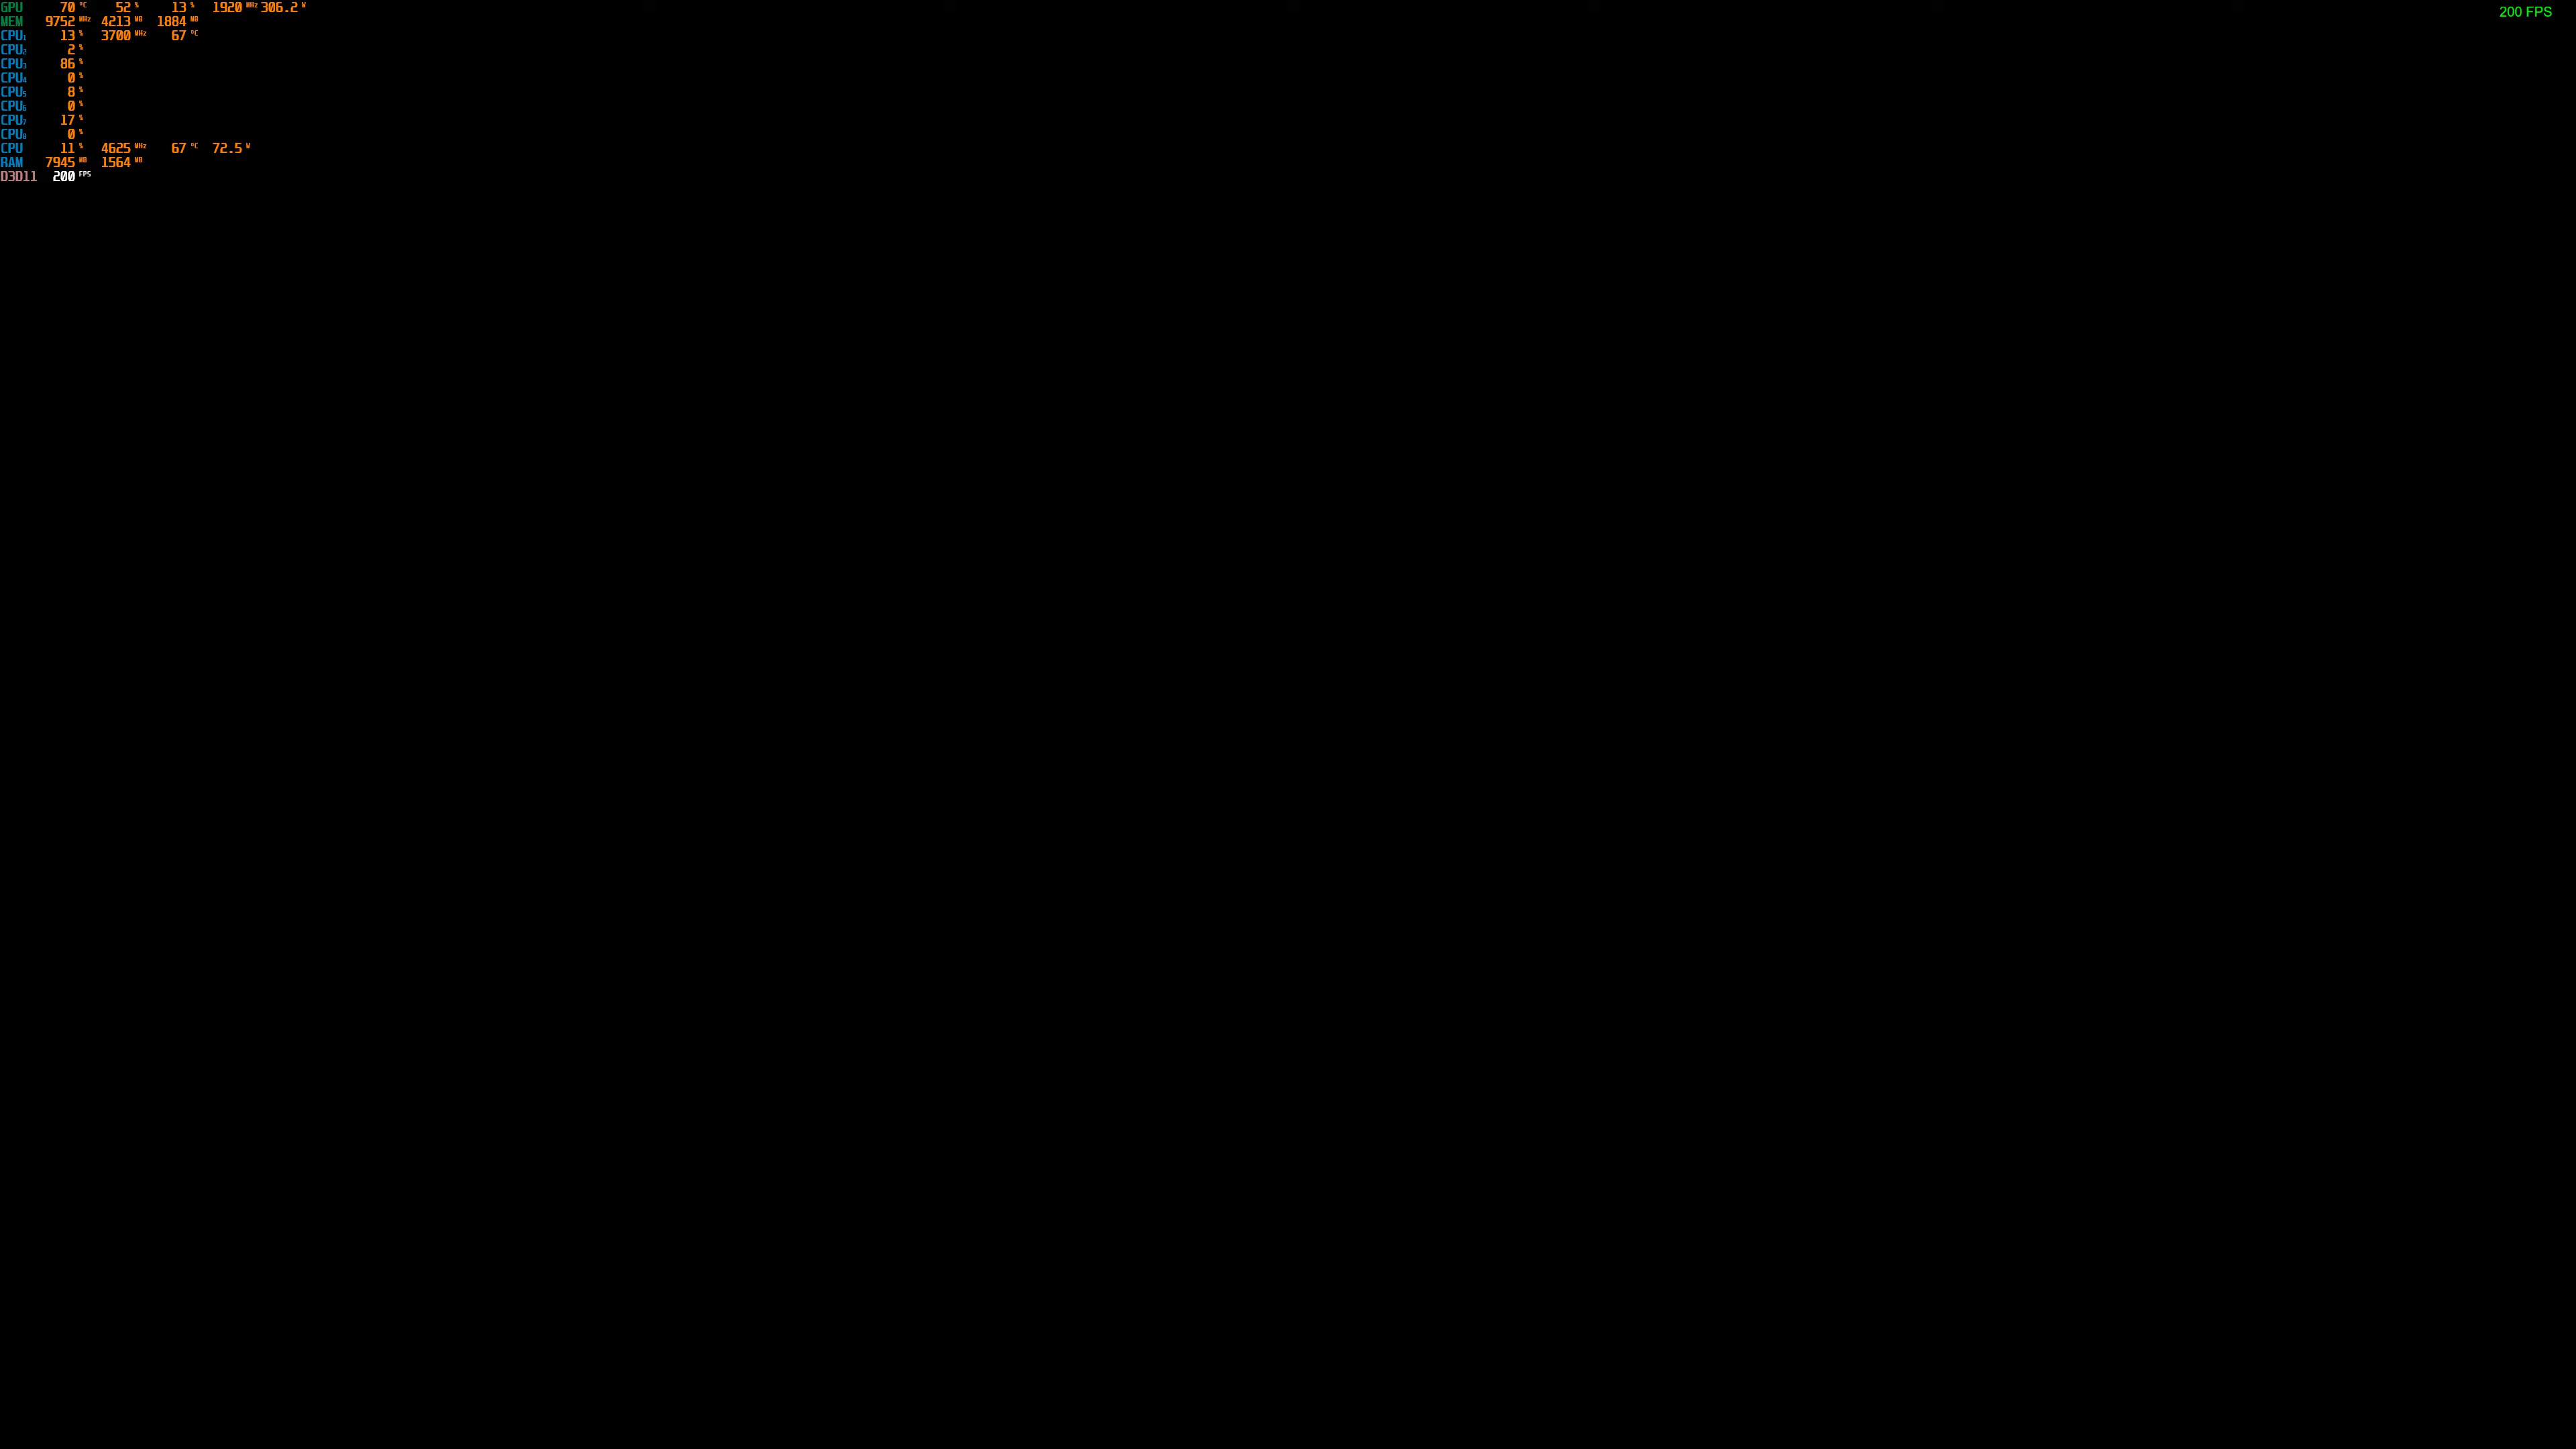 GPU 70 °C 52 % 13 % 1920 MHz 306.2 W
200 FPS
MEM 9752 MHz 4213 MB 1884 MB
CPU1 13 % 3700 MHz 67 °C
CPU2 2 %
CPU3 86 %
CPU4 0 %
CPU5 8 %
CPU6 0 %
CPU7 17 %
CPU8 0 %
CPU 11 % 4625 MHz 67 °C 72.5 W
RAM 7945 MB 1564 MB
D3D11 200 FPS